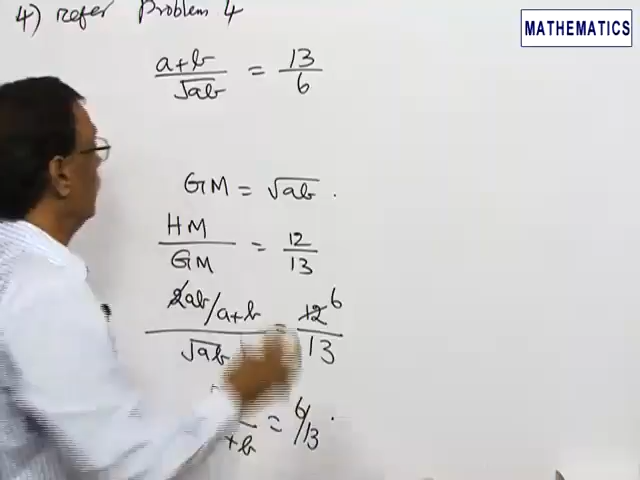 MATHEMATICS
4) refer Problem 4
a+b/√ab = 13/6
GM = √ab .
HM/GM = 12/13
2ab/a+b / √ab = 12 6/13
+b = 6/13 .